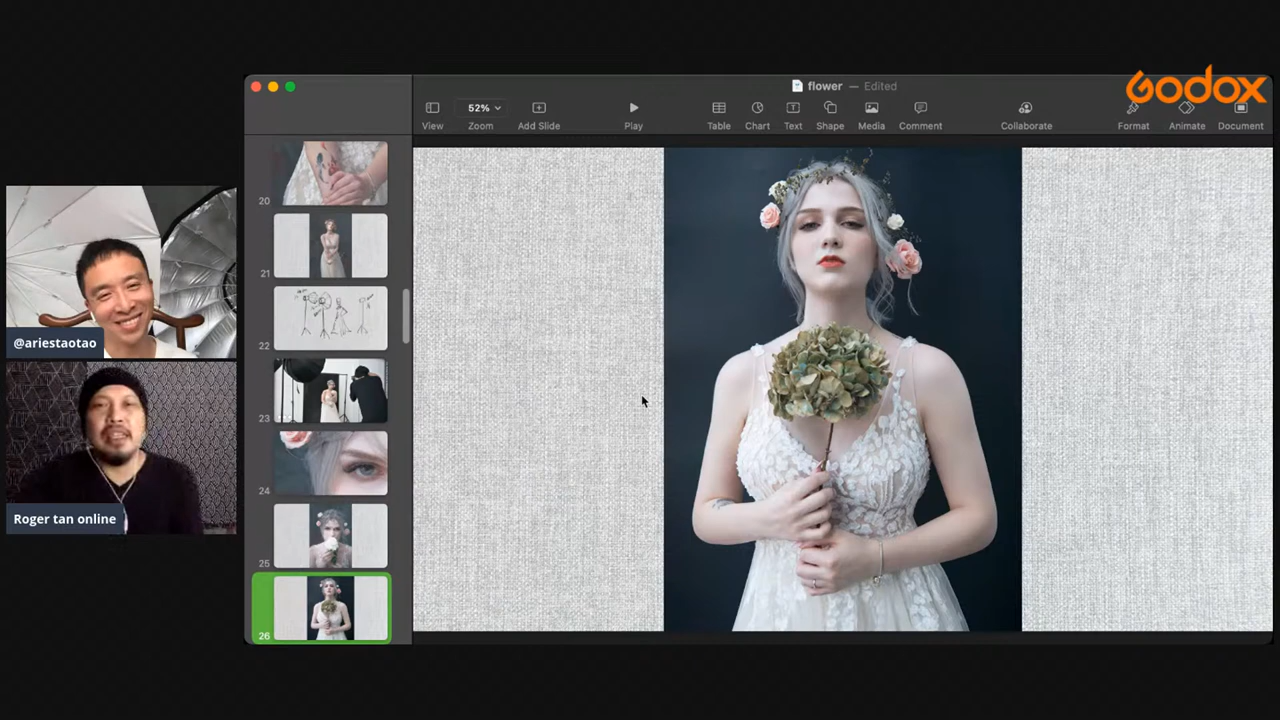 Godox
flower — Edited
52%
View
Zoom
Add Slide
Play
Table
Chart
Text
Shape
Media
Comment
Collaborate
Format
Animate
Document
20
21
22
23
24
25
26
@ariestaotao
Roger tan online